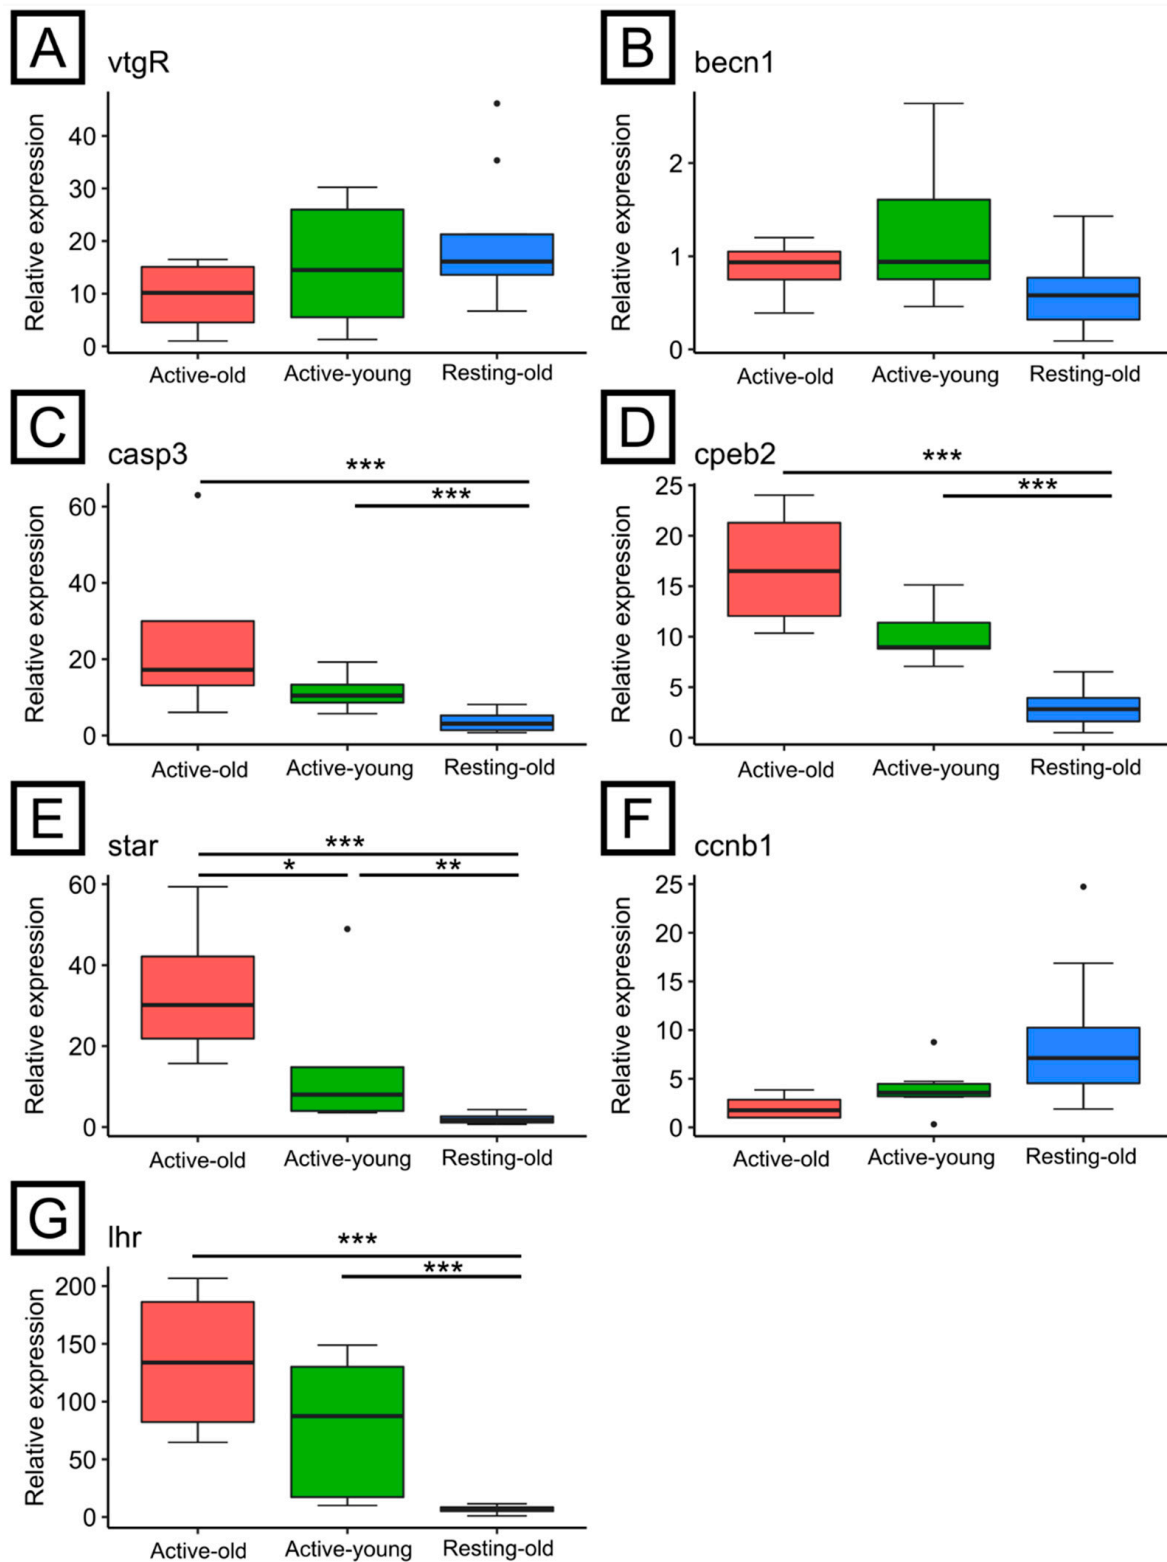 A
vtgR
Relative expression
40
30
20
10
0
Active-old Active-young Resting-old
B
becn1
Relative expression
2
1
0
Active-old Active-young Resting-old
C
casp3
***
***
Relative expression
60
40
20
0
Active-old Active-young Resting-old
D
cpeb2
***
***
Relative expression
25
20
15
10
5
0
Active-old Active-young Resting-old
E
star
***
* **
Relative expression
60
40
20
0
Active-old Active-young Resting-old
F
ccnb1
Relative expression
25
20
15
10
5
0
Active-old Active-young Resting-old
G
lhr
***
***
Relative expression
200
150
100
50
0
Active-old Active-young Resting-old